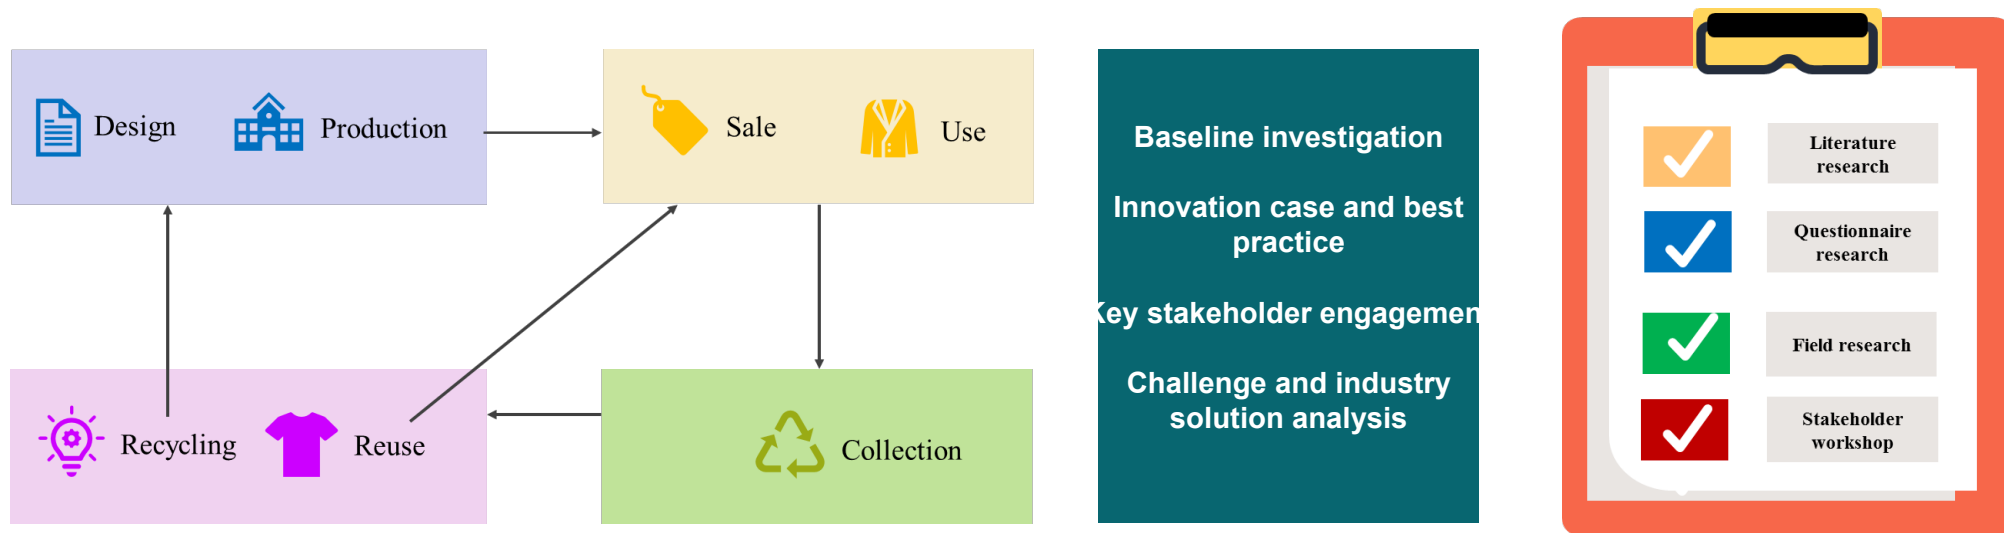 Design
Production
Sale
Use
Recycling
Reuse
Collection
Baseline investigation
Innovation case and best
practice
Key stakeholder engagemen
Challenge and industry
solution analysis
Literature
research
Questionnaire
research
Field research
Stakeholder
workshop